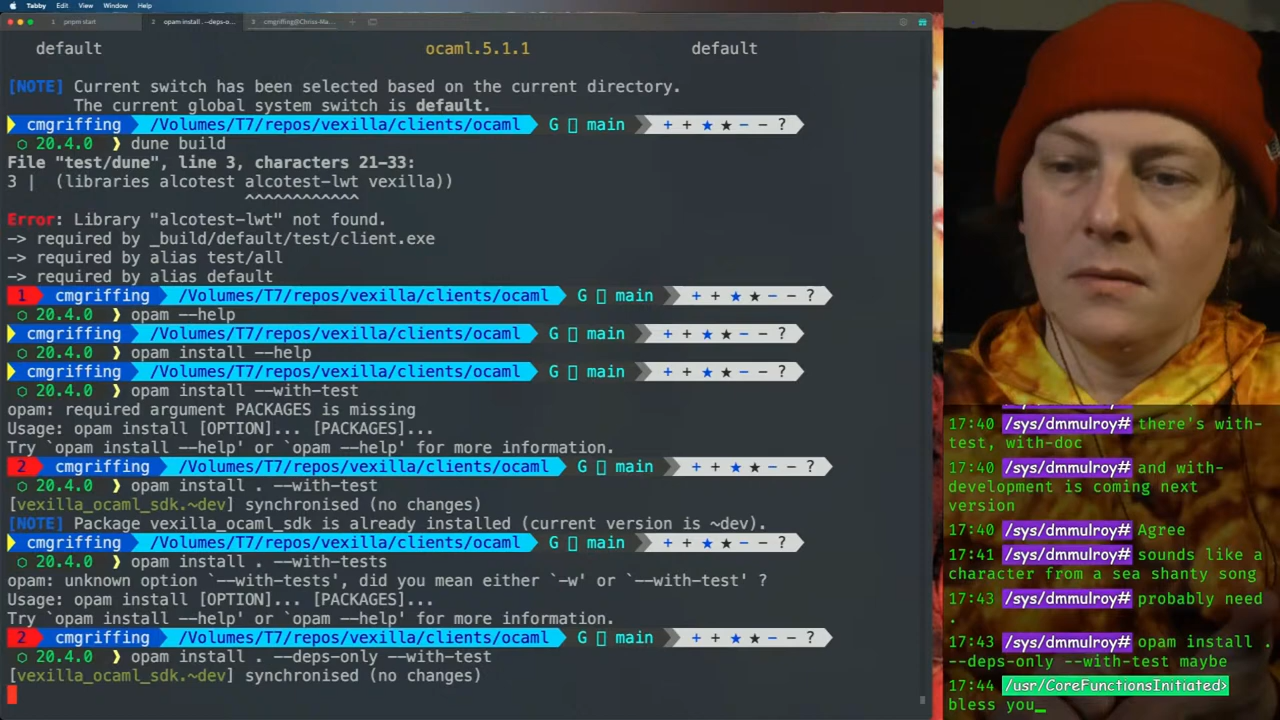 Tabby Edit View Window Help
1 pnpm start 2 opam install . --deps-o... 3 cmgriffing@Chriss-Ma...
default ocaml.5.1.1 default
[NOTE] Current switch has been selected based on the current directory.
The current global system switch is default.
cmgriffing /Volumes/T7/repos/vexilla/clients/ocaml G main + + ★ ★ − − ?
20.4.0 ❯ dune build
File "test/dune", line 3, characters 21-33:
3 | (libraries alcotest alcotest-lwt vexilla))
^^^^^^^^^^^^
Error: Library "alcotest-lwt" not found.
-> required by _build/default/test/client.exe
-> required by alias test/all
-> required by alias default
1 cmgriffing /Volumes/T7/repos/vexilla/clients/ocaml G main + + ★ ★ − − ?
20.4.0 ❯ opam --help
cmgriffing /Volumes/T7/repos/vexilla/clients/ocaml G main + + ★ ★ − − ?
20.4.0 ❯ opam install --help
cmgriffing /Volumes/T7/repos/vexilla/clients/ocaml G main + + ★ ★ − − ?
20.4.0 ❯ opam install --with-test
opam: required argument PACKAGES is missing
Usage: opam install [OPTION]... [PACKAGES]...
Try `opam install --help' or `opam --help' for more information.
2 cmgriffing /Volumes/T7/repos/vexilla/clients/ocaml G main + + ★ ★ − − ?
20.4.0 ❯ opam install . --with-test
[vexilla_ocaml_sdk.~dev] synchronised (no changes)
[NOTE] Package vexilla_ocaml_sdk is already installed (current version is ~dev).
cmgriffing /Volumes/T7/repos/vexilla/clients/ocaml G main + + ★ ★ − − ?
20.4.0 ❯ opam install . --with-tests
opam: unknown option `--with-tests', did you mean either `-w' or `--with-test' ?
Usage: opam install [OPTION]... [PACKAGES]...
Try `opam install --help' or `opam --help' for more information.
2 cmgriffing /Volumes/T7/repos/vexilla/clients/ocaml G main + + ★ ★ − − ?
20.4.0 ❯ opam install . --deps-only --with-test
[vexilla_ocaml_sdk.~dev] synchronised (no changes)
17:40 /sys/dmmulroy# there's with-
test, with-doc
17:40 /sys/dmmulroy# and with-
development is coming next
version
17:40 /sys/dmmulroy# Agree
17:41 /sys/dmmulroy# sounds like a
character from a sea shanty song
17:43 /sys/dmmulroy# probably need
.
17:43 /sys/dmmulroy# opam install .
--deps-only --with-test maybe
17:44 /usr/CoreFunctionsInitiated>
bless you_